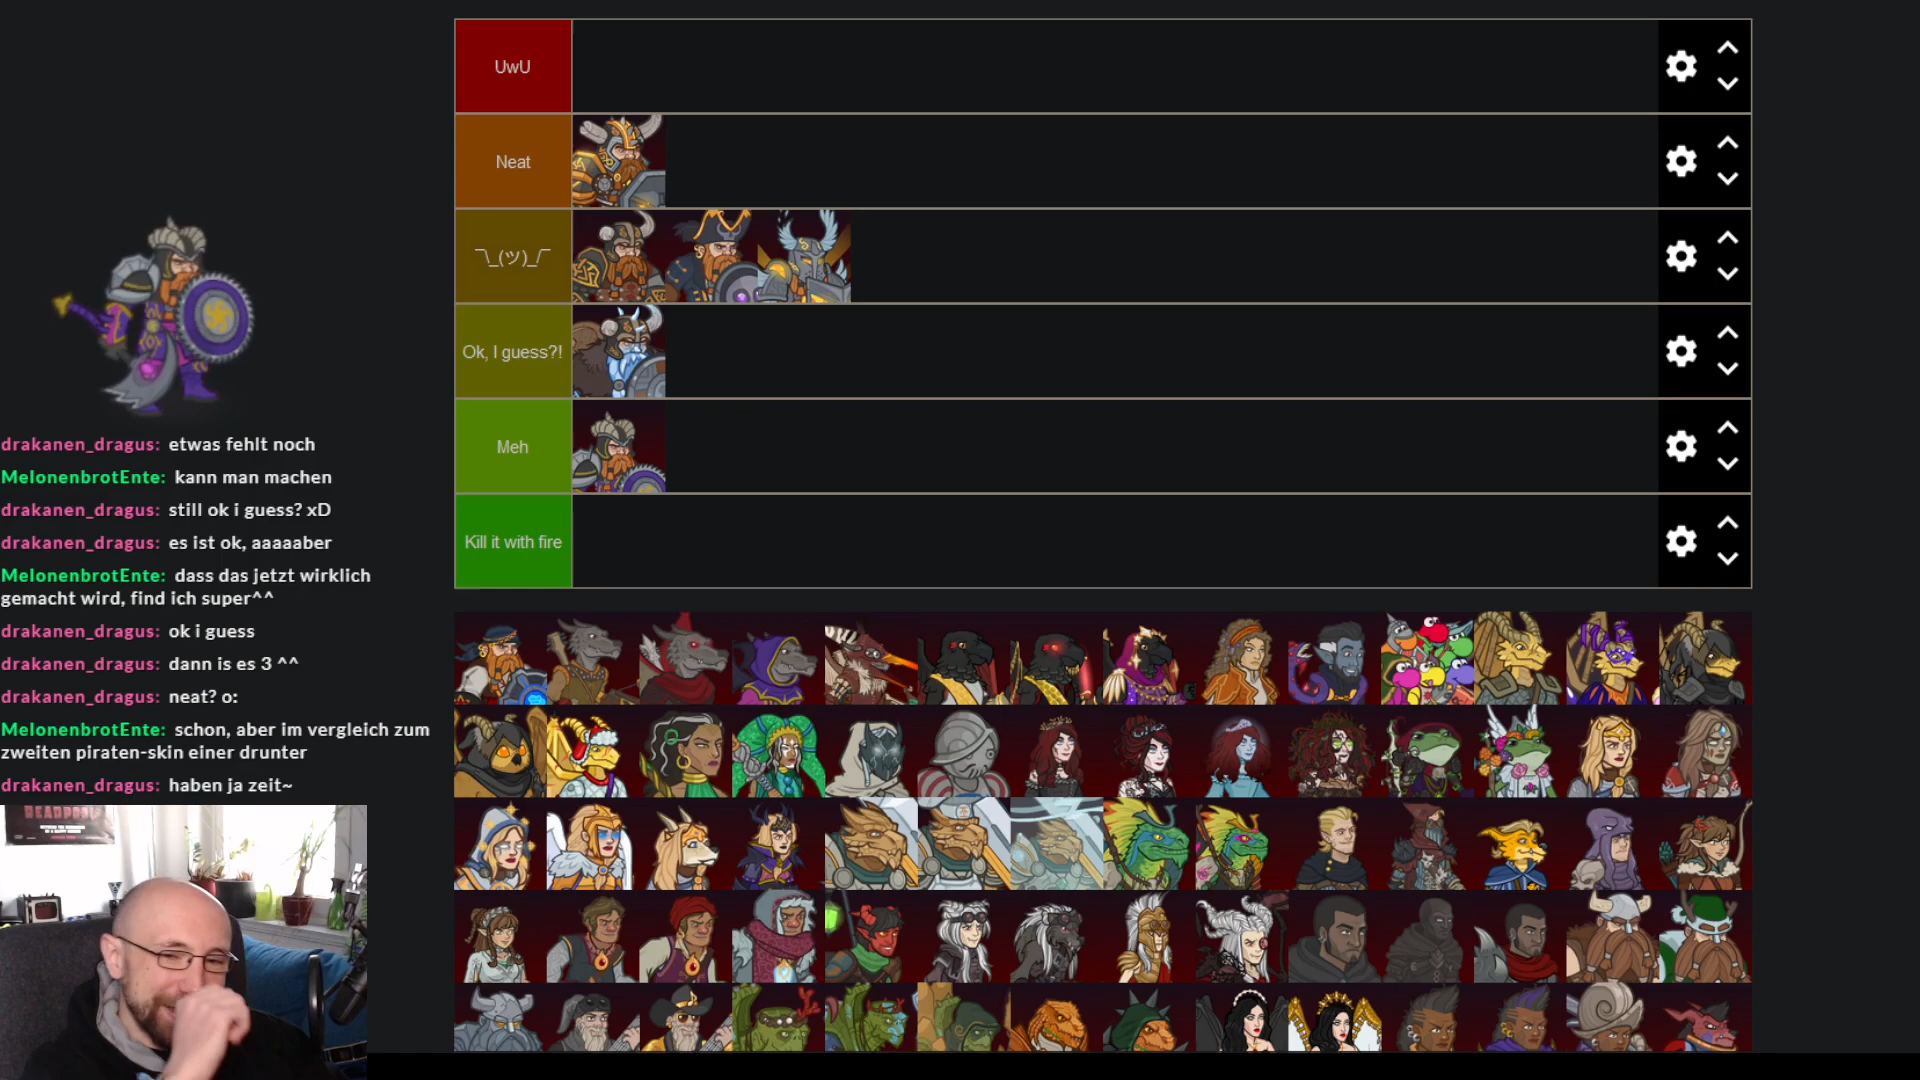 UwU
Neat
¯\_(ツ)_/¯
Ok, I guess?!
Meh
Kill it with fire
drakanen_dragus: etwas fehlt noch
MelonenbrotEnte: kann man machen
drakanen_dragus: still ok i guess? xD
drakanen_dragus: es ist ok, aaaaaber
MelonenbrotEnte: dass das jetzt wirklich
gemacht wird, find ich super^^
drakanen_dragus: ok i guess
drakanen_dragus: dann is es 3 ^^
drakanen_dragus: neat? o:
MelonenbrotEnte: schon, aber im vergleich zum
zweiten piraten-skin einer drunter
drakanen_dragus: haben ja zeit~
DEADPOOL